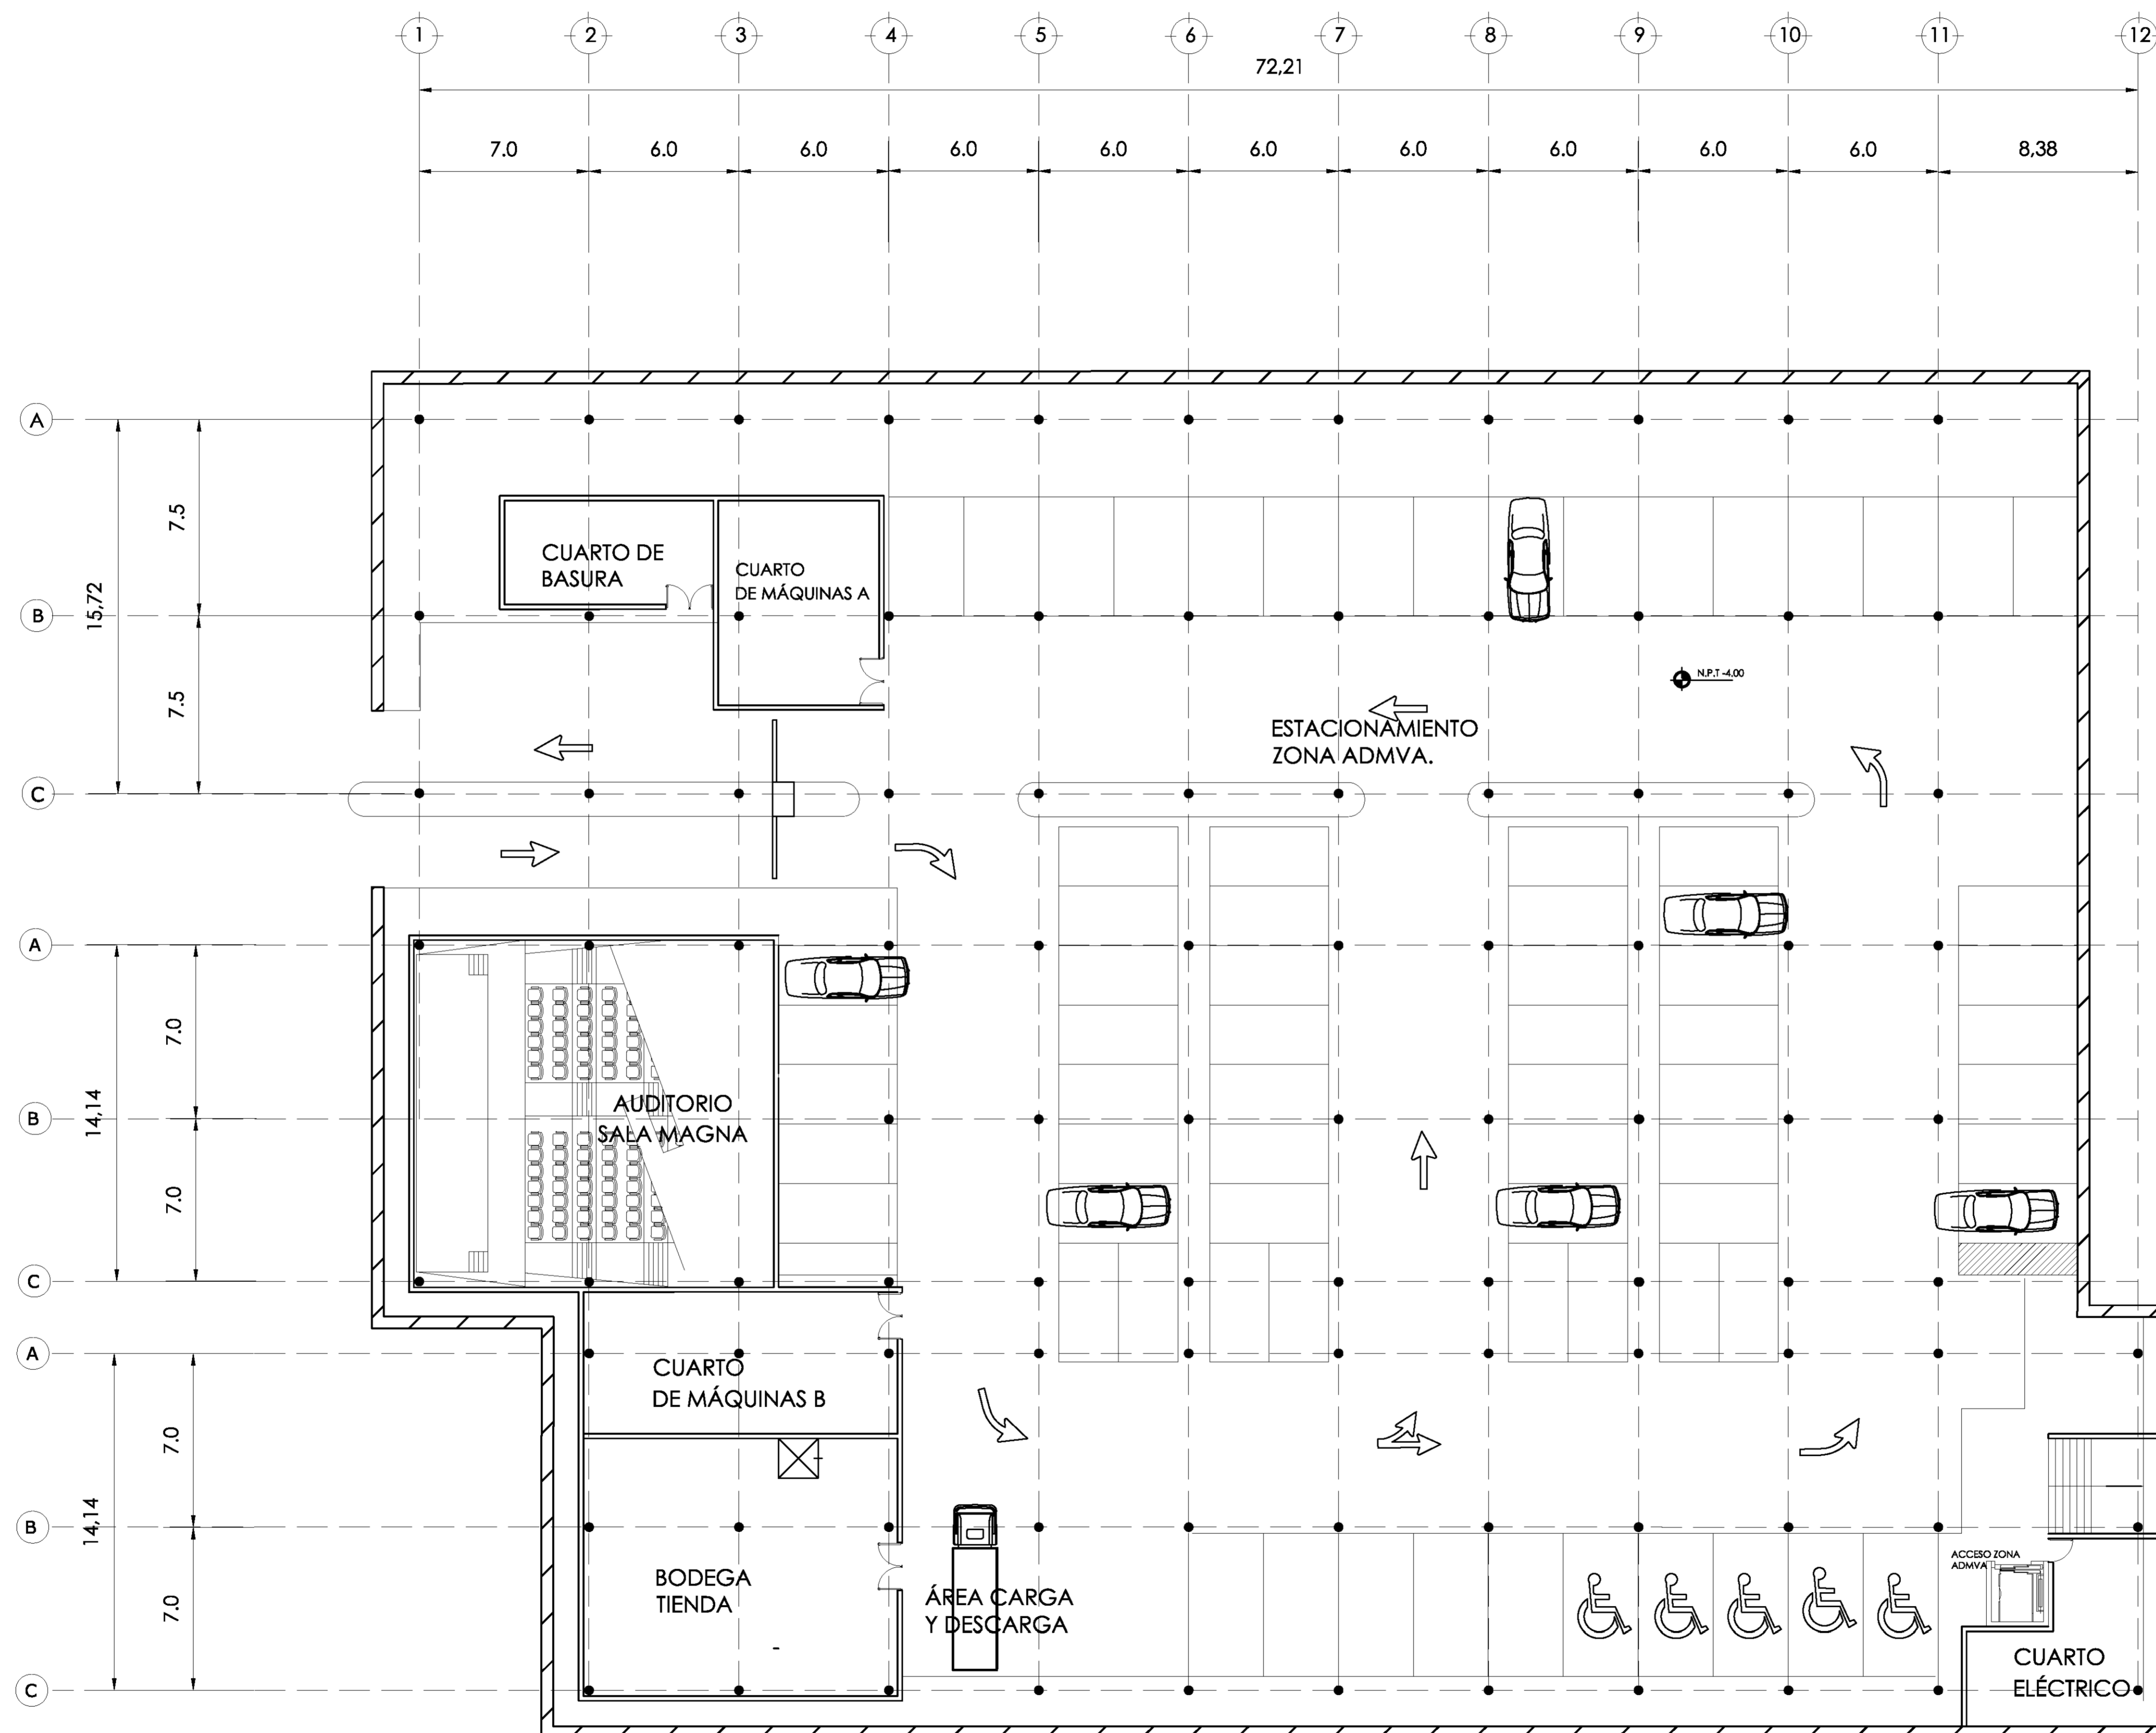 1 2 3 4 5 6 7 8 9 10 11 12
72,21
7.0 6.0 6.0 6.0 6.0 6.0 6.0 6.0 6.0 6.0 8,38
A
7.5
CUARTO DE
BASURA
CUARTO
DE MÁQUINAS A
15,72
B
N.P.T -4.00
7.5
ESTACIONAMIENTO
ZONA ADMVA.
C
A
7.0
AUDITORIO
SALA MAGNA
14,14
B
7.0
C
A
CUARTO
DE MÁQUINAS B
7.0
14,14
B
ACCESO ZONA
ADMVA
BODEGA
TIENDA
ÁREA CARGA
Y DESCARGA
7.0
CUARTO
ELÉCTRICO
C